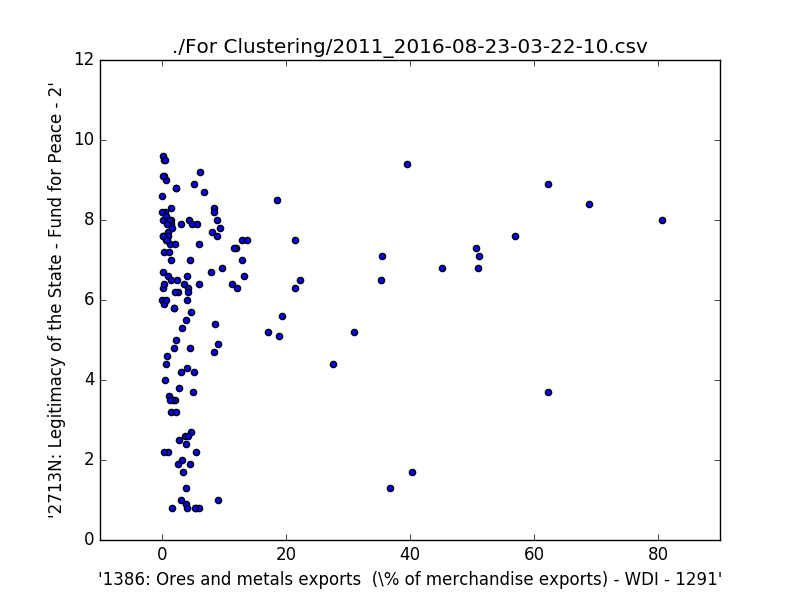 ./For Clustering/2011_2016-08-23-03-22-10.csv
12
10
8
6
4
2
0
'2713N: Legitimacy of the State - Fund for Peace - 2'
0 20 40 60 80
'1386: Ores and metals exports  (\% of merchandise exports) - WDI - 1291'